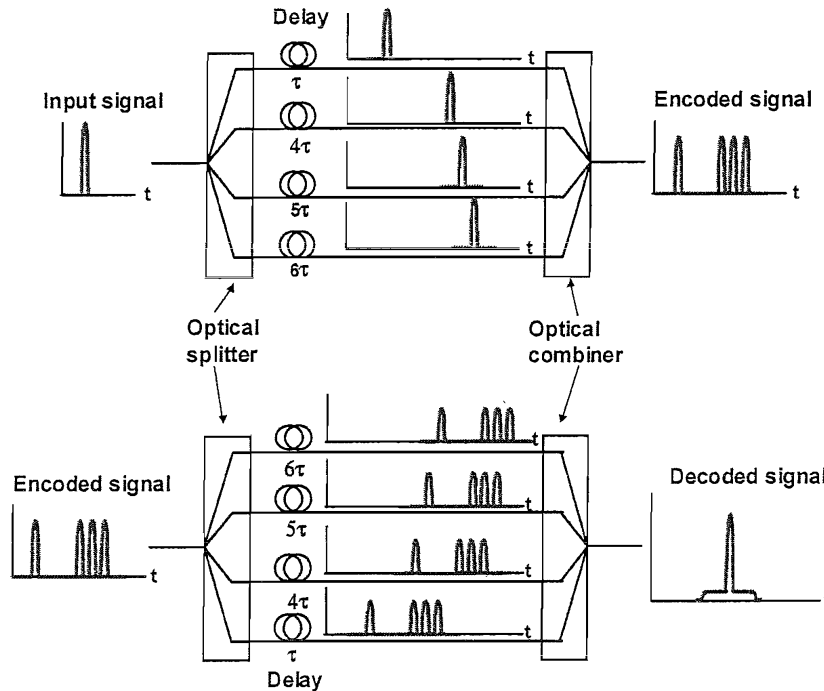 Delay
t
τ
Input signal
Encoded signal
t
4τ
t
t
t
5τ
t
6τ
Optical
splitter
Optical
combiner
t
6τ
Encoded signal
Decoded signal
t
5τ
t
t
4τ
t
τ
Delay